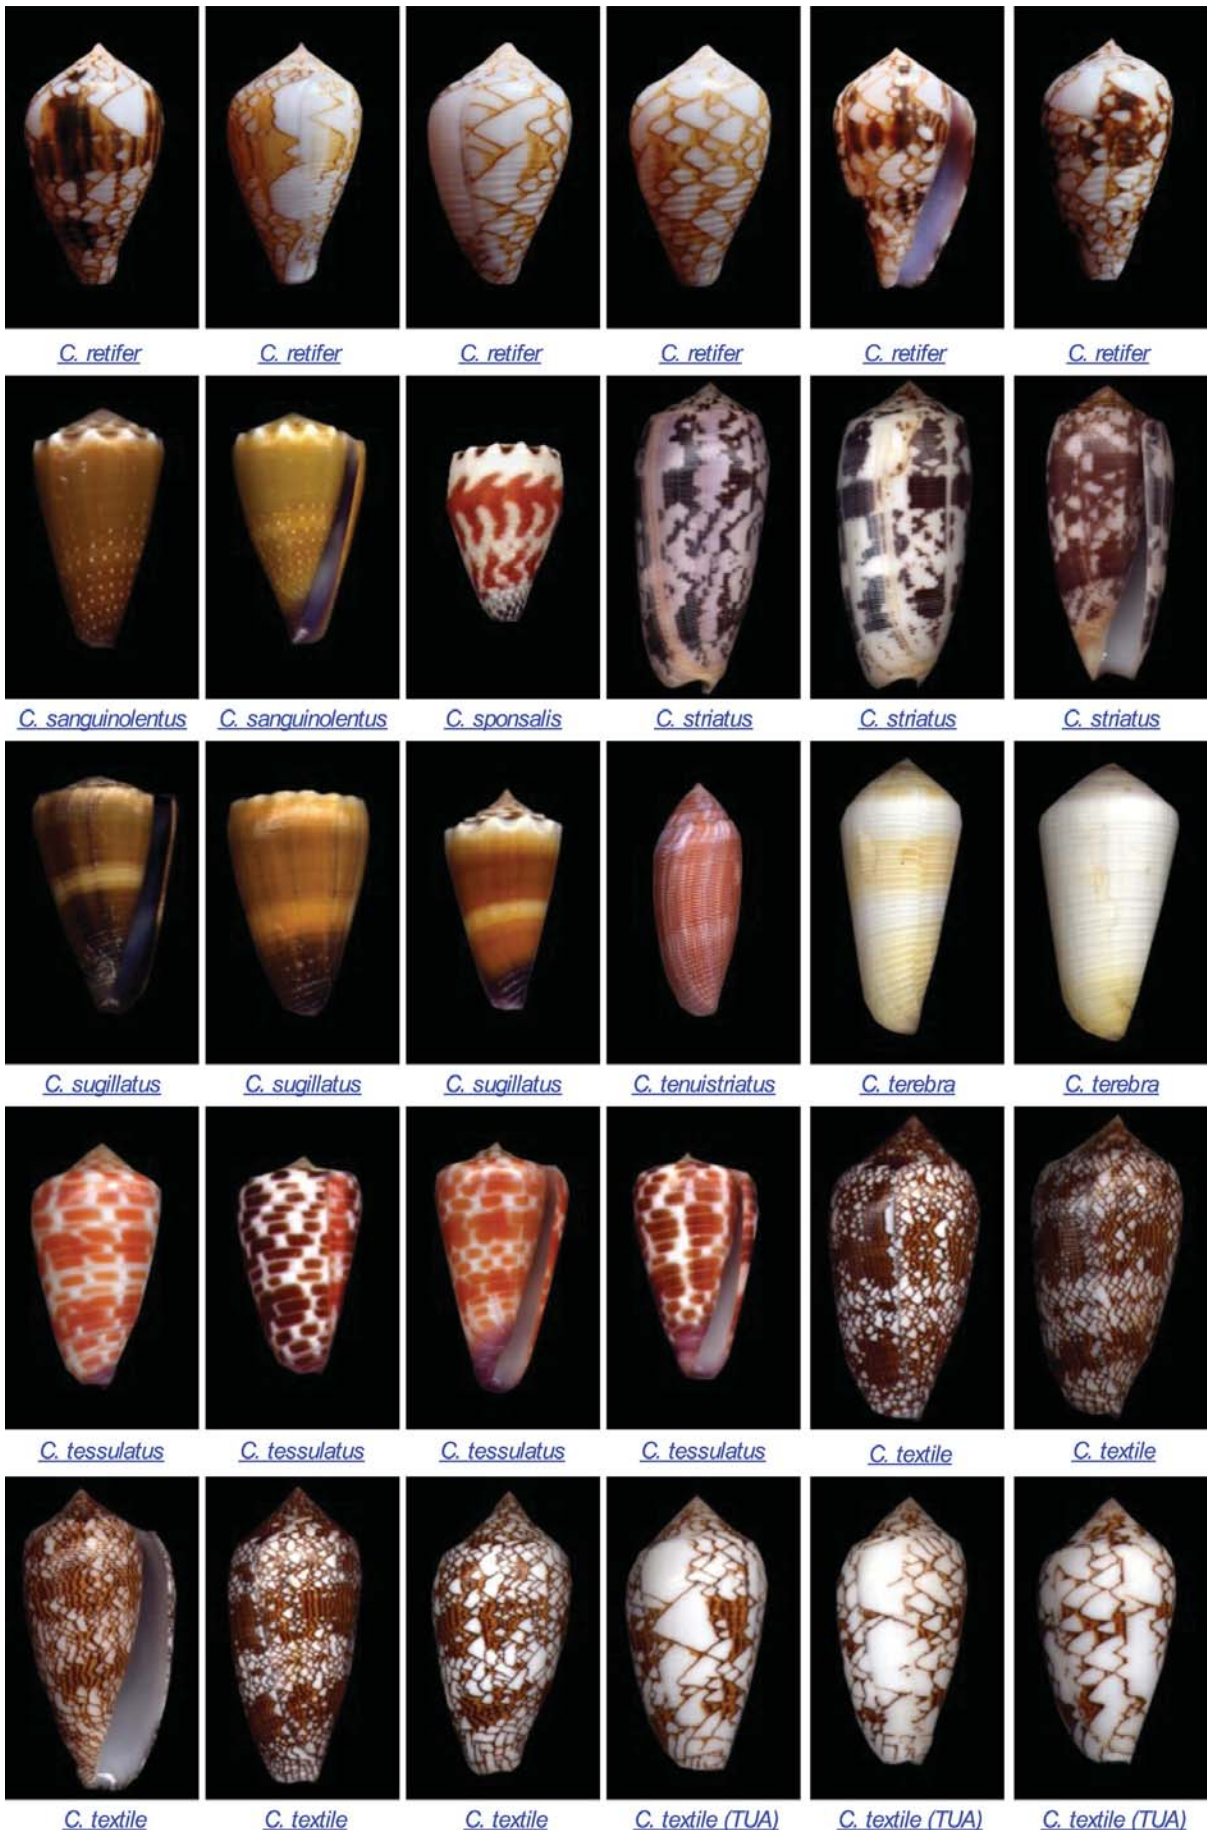 C. retifer C. retifer C. retifer C. retifer C. retifer C. retifer
C. sanguinolentus C. sanguinolentus C. sponsalis C. striatus C. striatus C. striatus
C. sugillatus C. sugillatus C. sugillatus C. tenuistriatus C. terebra C. terebra
C. tessulatus C. tessulatus C. tessulatus C. tessulatus C. textile C. textile
C. textile C. textile C. textile C. textile (TUA) C. textile (TUA) C. textile (TUA)